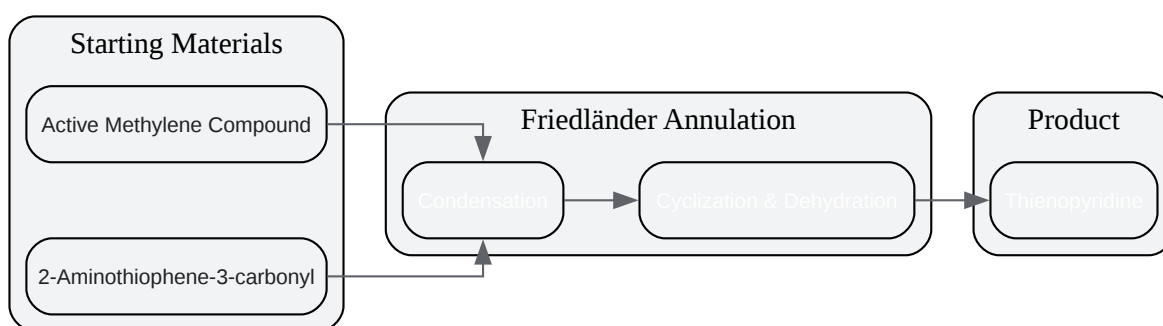 Starting Materials
Active Methylene Compound
2-Aminothiophene-3-carbonyl
Friedländer Annulation
Condensation
Cyclization & Dehydration
Product
Thienopyridine